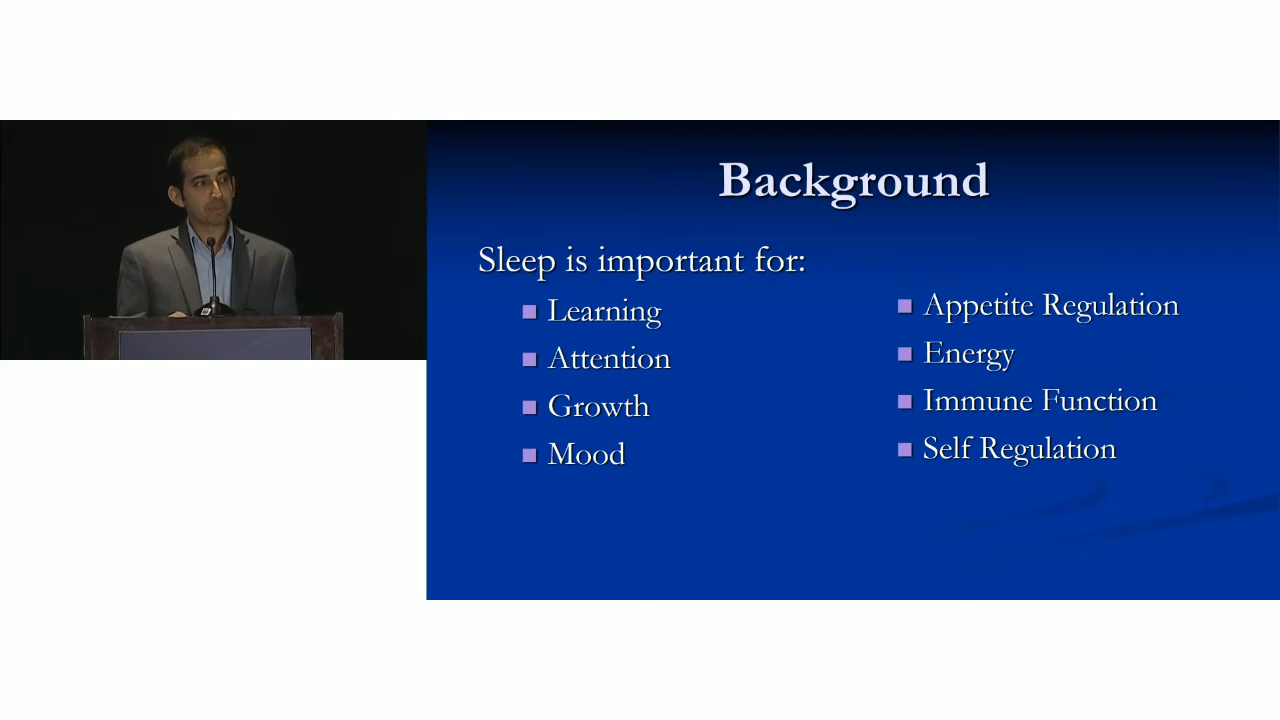 Background
Sleep is important for:
Learning
Attention
Growth
Mood
Appetite Regulation
Energy
Immune Function
Self Regulation